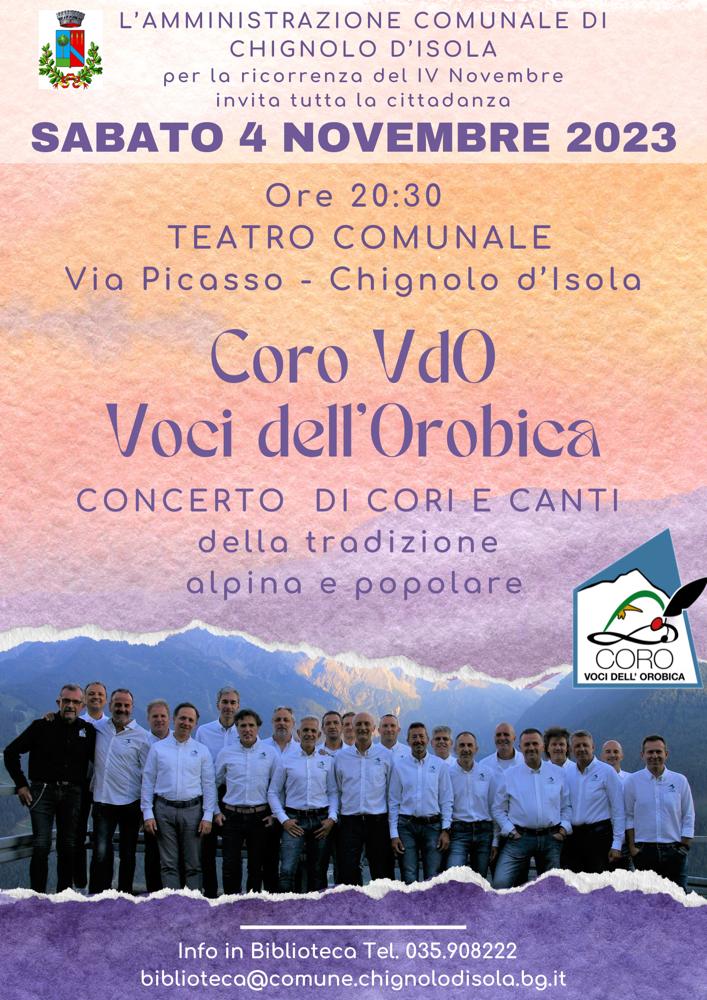 L'AMMINISTRAZIONE COMUNALE DI
CHIGNOLO D'ISOLA
per la ricorrenza del IV Novembre
invita tutta la cittadanza
SABATO 4 NOVEMBRE 2023
Ore 20:30
TEATRO COMUNALE
Via Picasso - Chignolo d'Isola
Coro VdO
Voci dell'Orobica
CONCERTO DI CORI E CANTI
della tradizione
alpina e popolare
CORO
VOCI DELL' OROBICA
Info in Biblioteca Tel. 035.908222
biblioteca@comune.chignolodisola.bg.it